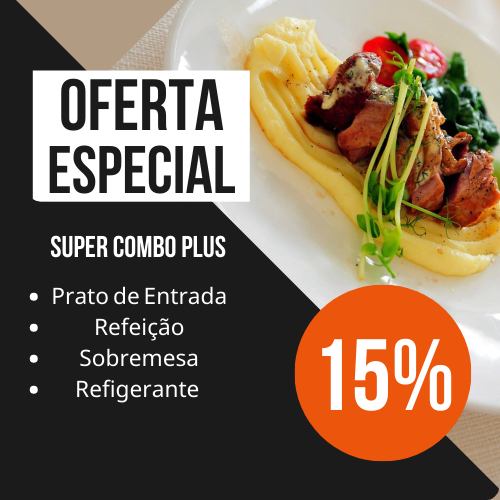 OFERTA
ESPECIAL
SUPER COMBO PLUS
• Prato de Entrada
• Refeição
• Sobremesa
• Refigerante
15%